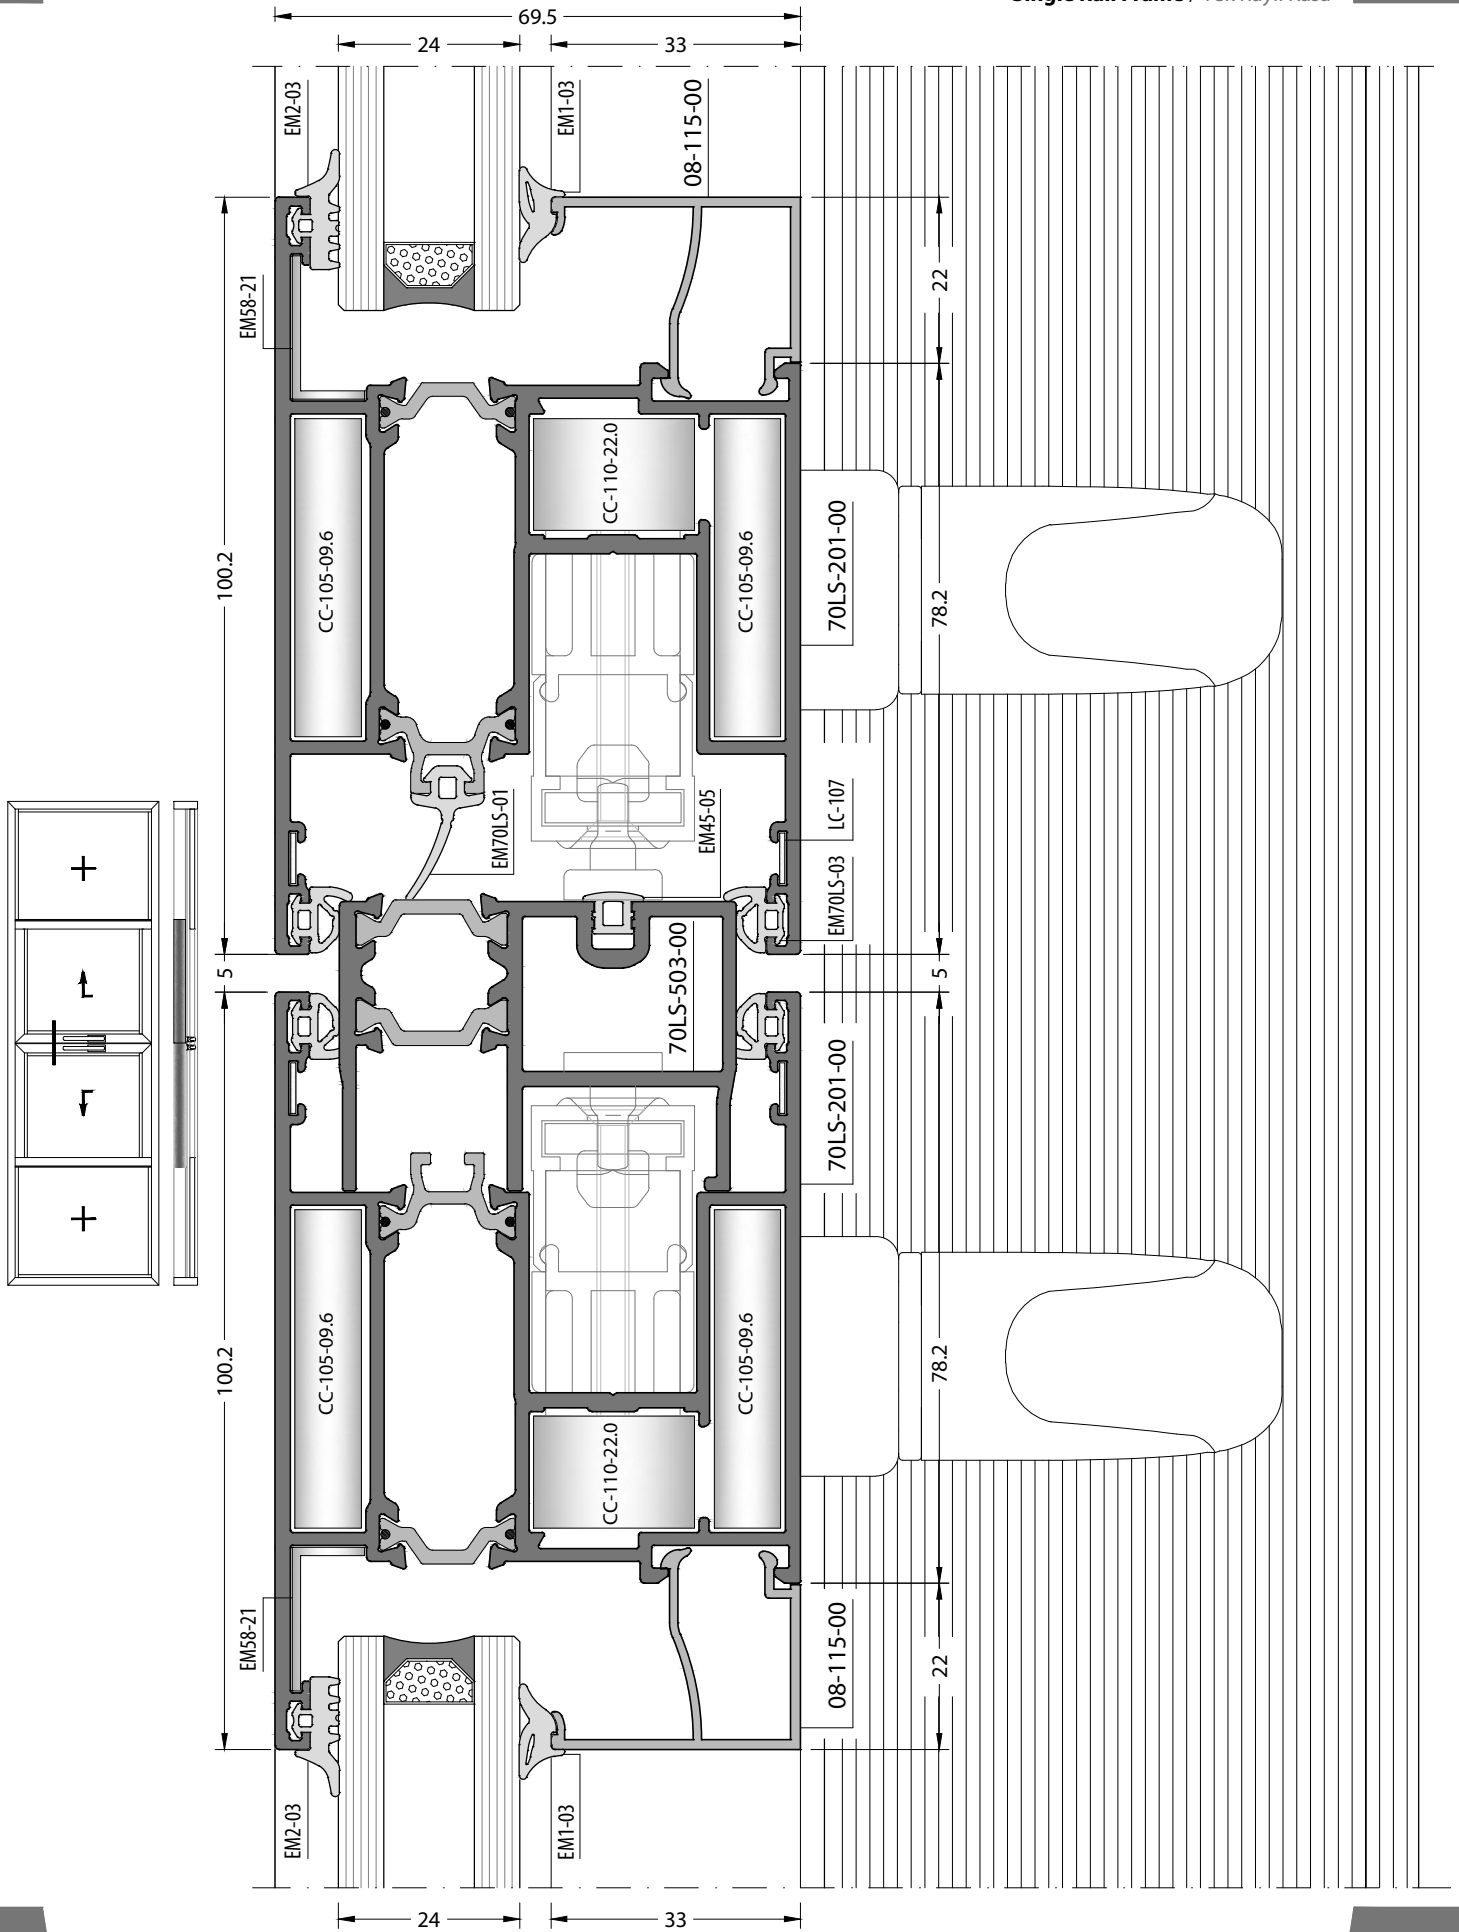 Single Rail Frame / Tek Raylı Kasa
69.5
24
33
EM2-03
EM1-03
08-115-00
EM58-21
22
CC-110-22.0
CC-105-09.6
CC-105-09.6
70LS-201-00
100.2
78.2
EM70LS-01
EM45-05
LC-107
EM70LS-03
5
5
70LS-503-00
70LS-201-00
CC-105-09.6
CC-105-09.6
100.2
78.2
CC-110-22.0
EM58-21
08-115-00
22
EM2-03
EM1-03
24
33